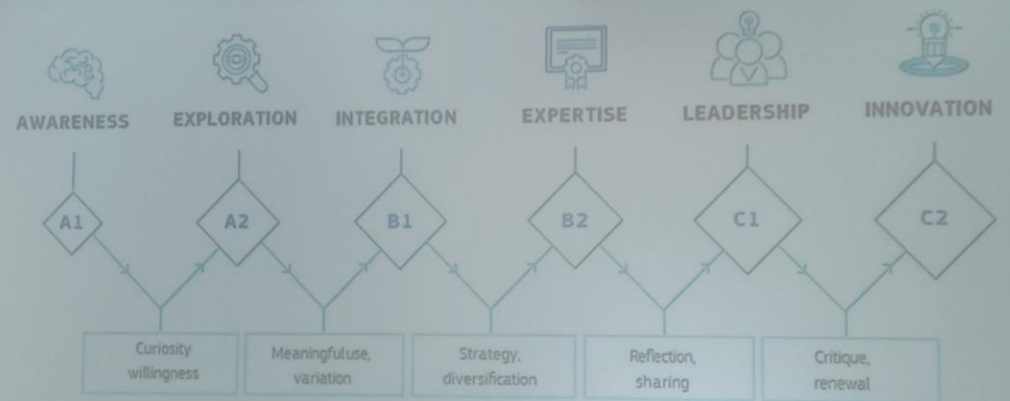 AWARENESS
EXPLORATION
INTEGRATION
EXPERTISE
LEADERSHIP
INNOVATION
A1
A2
B1
B2
C1
C2
Curiosity
willingness
Meaningfuluse,
variation
Strategy,
diversification
Reflection,
sharing
Critique,
renewal